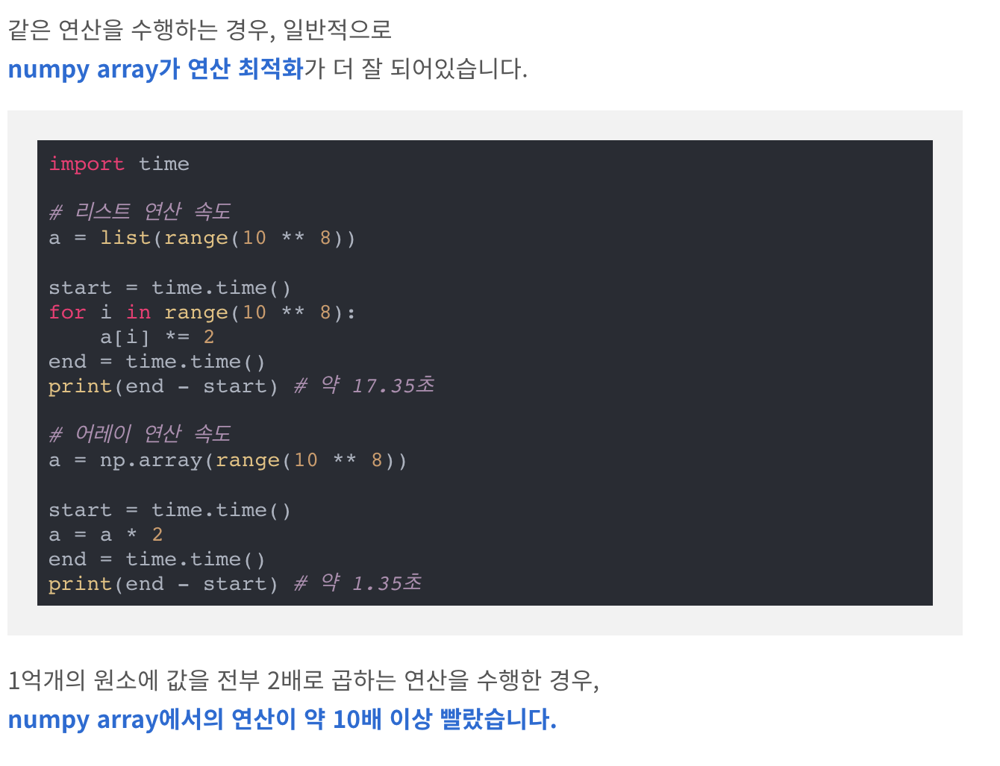 같은 연산을 수행하는 경우, 일반적으로
numpy array가 연산 최적화가 더 잘 되어있습니다.
import time
# 리스트 연산 속도
a = list(range(10 ** 8))
start = time.time()
for i in range(10 ** 8):
    a[i] *= 2
end = time.time()
print(end - start) # 약 17.35초
# 어레이 연산 속도
a = np.array(range(10 ** 8))
start = time.time()
a = a * 2
end = time.time()
print(end - start) # 약 1.35초
1억개의 원소에 값을 전부 2배로 곱하는 연산을 수행한 경우,
numpy array에서의 연산이 약 10배 이상 빨랐습니다.